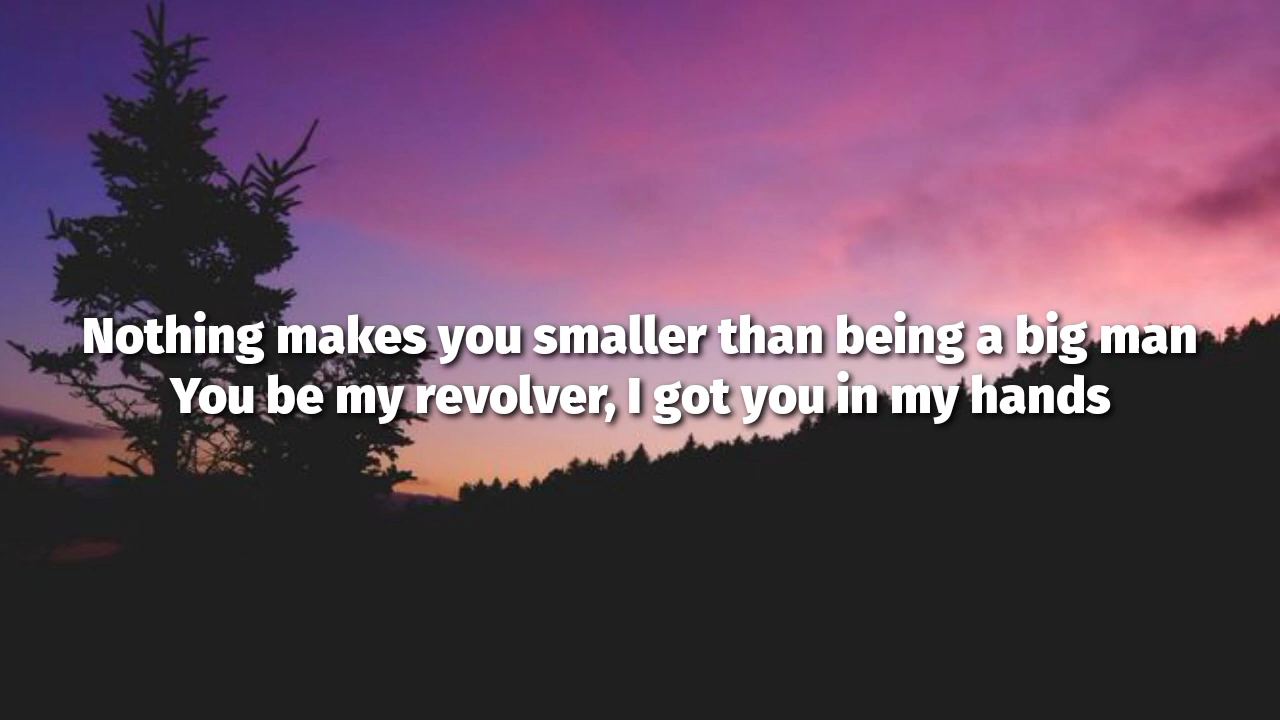 Nothing makes you smaller than being a big man
You be my revolver, I got you in my hands